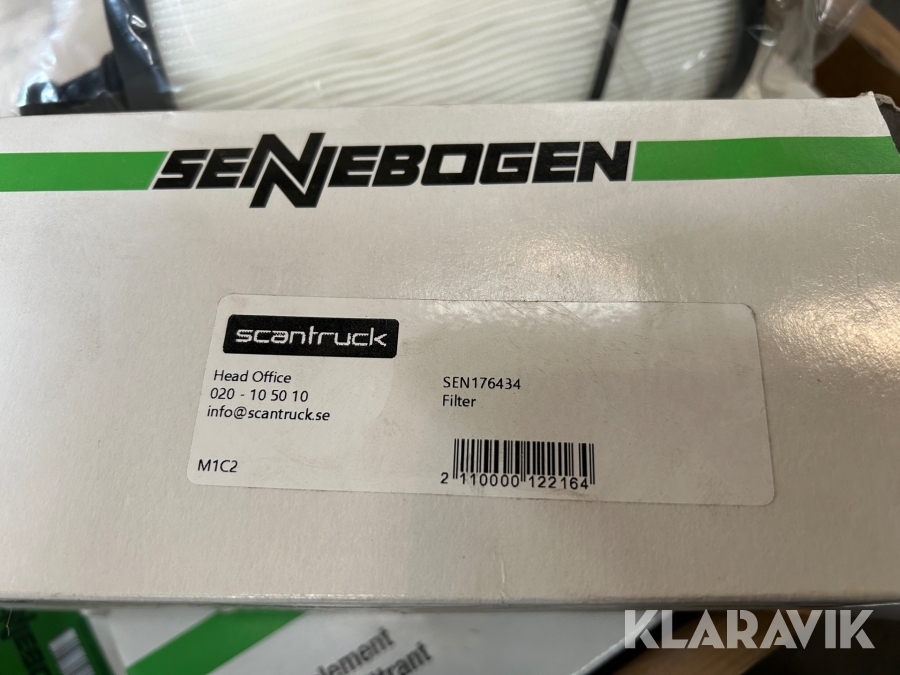 SENNEBOGEN
scantruck
Head Office
020 - 10 50 10
info@scantruck.se
SEN176434
Filter
M1C2
2 110000 122164
KLARAVIK